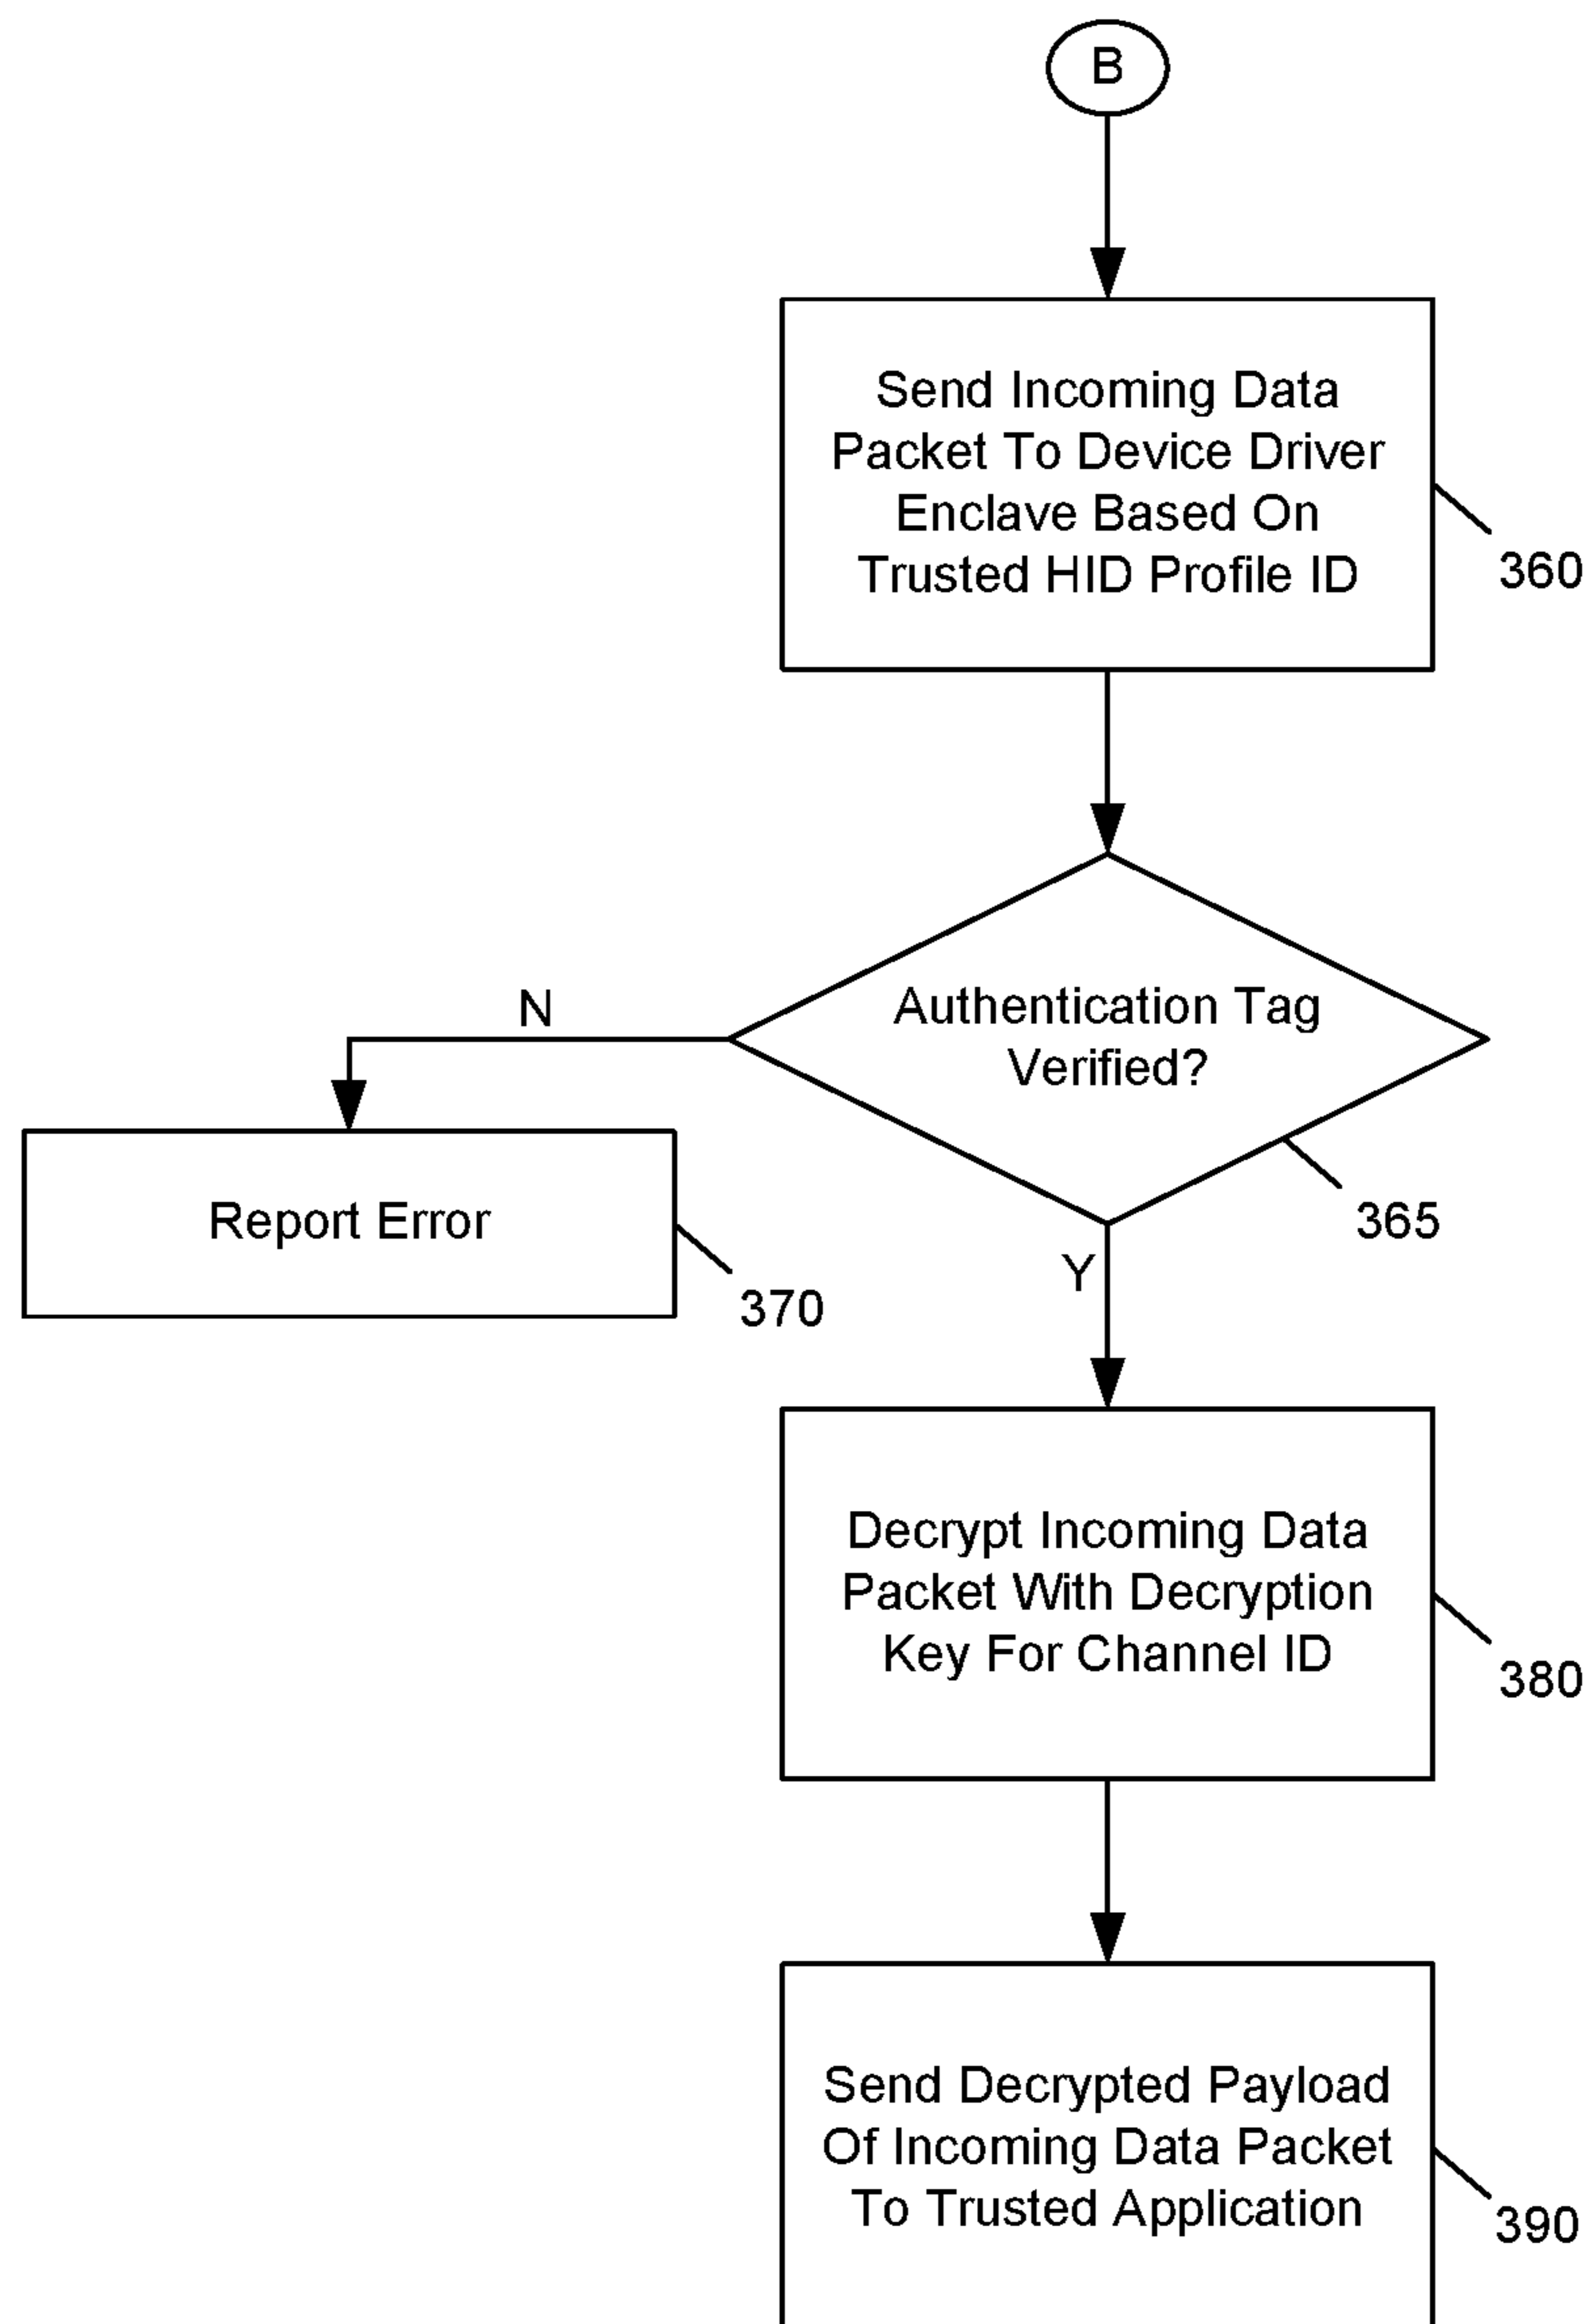 B
Send Incoming Data
Packet To Device Driver
Enclave Based On
Trusted HID Profile ID
360
Authentication Tag
Verified?
N
365
Report Error
370
Y
Decrypt Incoming Data
Packet With Decryption
Key For Channel ID
380
Send Decrypted Payload
Of Incoming Data Packet
To Trusted Application
390